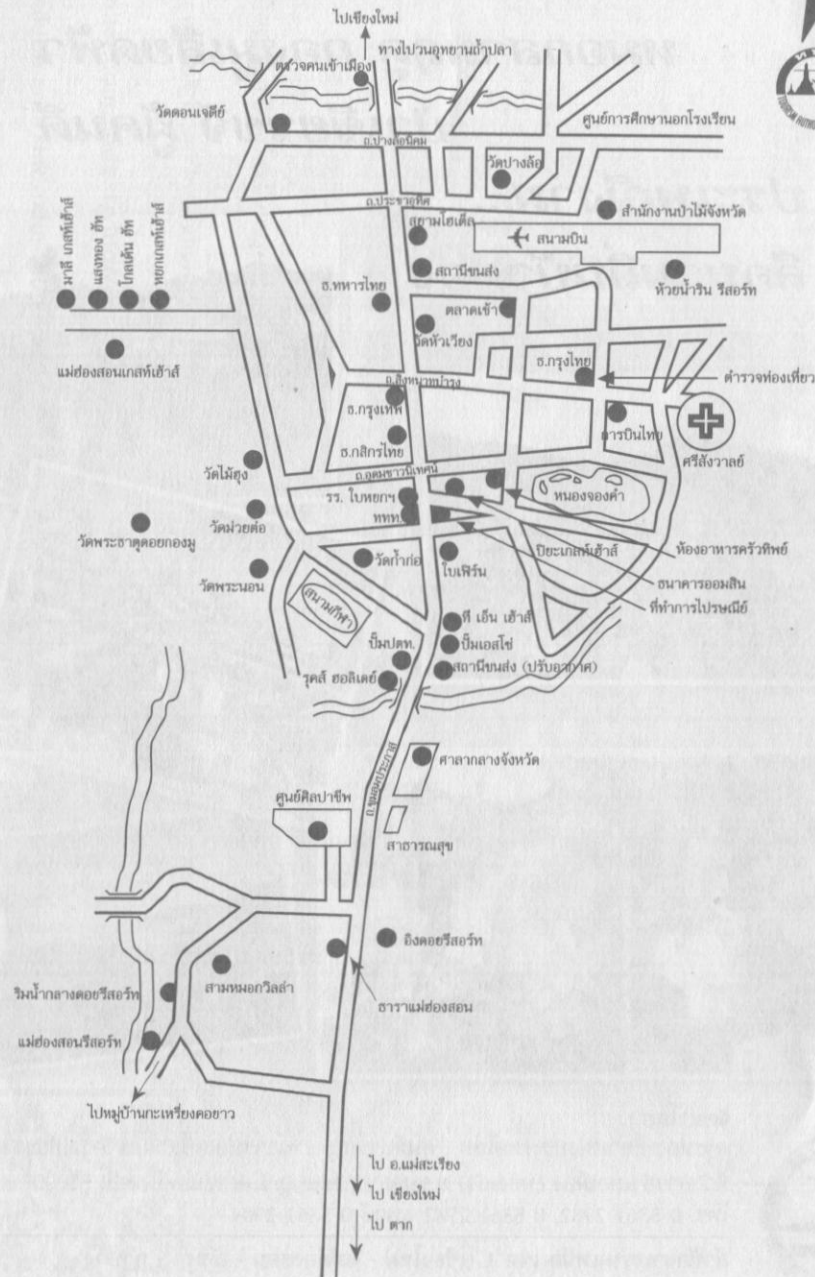 ไปเชียงใหม่
ทางไปวนอุทยานถ้ำปลา
ตรวจคนเข้าเมือง
วัดดอนเจดีย์
ศูนย์การศึกษานอกโรงเรียน
ถ.ปางล้อนิคม
วัดปางล้อ
ถ.ประชาอุทิศ
สำนักงานป่าไม้จังหวัด
สยามโฮเต็ล
สนามบิน
มาลี เกสท์เฮ้าส์
แสงทอง ฮัท
โกลเด้น ฮัท
หยกเกสท์เฮ้าส์
สถานีขนส่ง
ห้วยน้ำริน รีสอร์ท
ธ.ทหารไทย
ตลาดเช้า
วัดหัวเวียง
แม่ฮ่องสอนเกสท์เฮ้าส์
ธ.กรุงไทย
ตำรวจท่องเที่ยว
ถ.สิงหนาทบำรุง
ธ.กรุงเทพ
การบินไทย
ธ.กสิกรไทย
ศรีสังวาลย์
วัดไม้ฮุง
ถ.อุดมชาวนิเทศน์
รร. ใบหยกฯ
หนองจองคำ
ททท.
วัดม่วยต่อ
วัดพระธาตุดอยกองมู
ปิยะเกสท์เฮ้าส์
ห้องอาหารครัวทิพย์
วัดก้ำก่อ
ใบเฟิร์น
วัดพระนอน
ธนาคารออมสิน
ที่ทำการไปรษณีย์
สนามกีฬา
ที เอ็น เฮ้าส์
ปั๊มปตท.
ปั๊มเอสโซ่
สถานีขนส่ง (ปรับอากาศ)
รุคส์ ฮอลิเดย์
ถ.ขุนลุมประภาส
ศาลากลางจังหวัด
ศูนย์ศิลปาชีพ
สาธารณสุข
อิงดอยรีสอร์ท
สามหมอกวิลล่า
ริมน้ำกลางดอยรีสอร์ท
ธาราแม่ฮ่องสอน
แม่ฮ่องสอนรีสอร์ท
ไปหมู่บ้านกะเหรี่ยงคอยาว
ไป อ.แม่สะเรียง
ไป เชียงใหม่
ไป ตาก